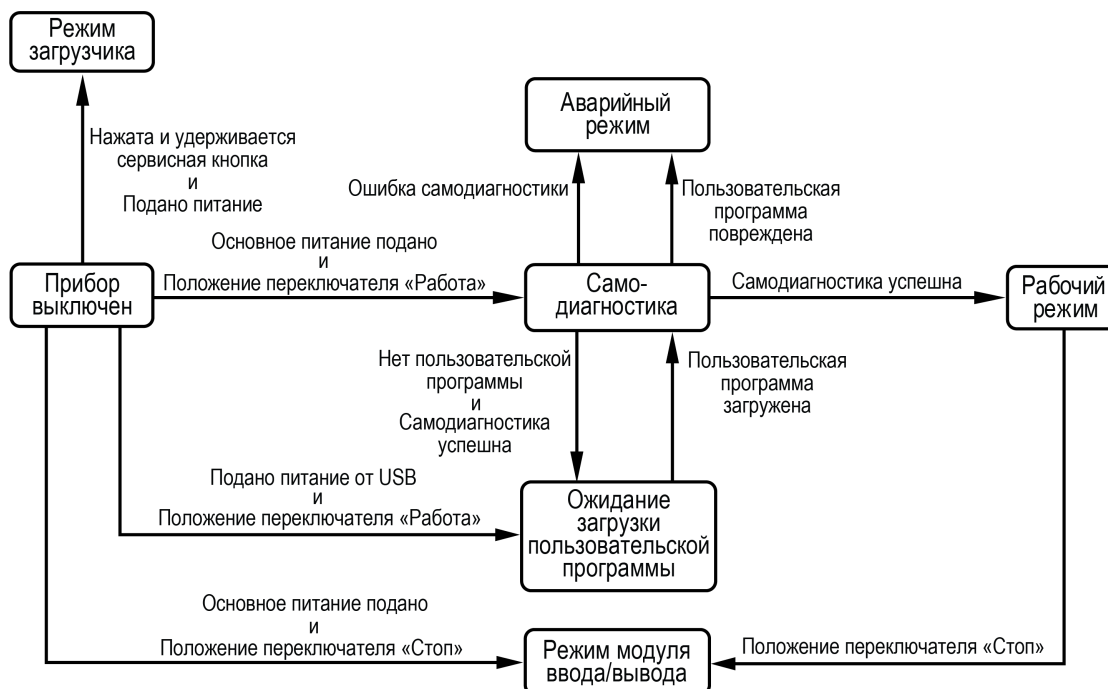 Режим
загрузчика
Нажата и удерживается
сервисная кнопка
и
Подано питание
Аварийный
режим
Ошибка самодиагностики
Пользовательская
программа
повреждена
Основное питание подано
и
Положение переключателя «Работа»
Прибор
выключен
Само-
диагностика
Самодиагностика успешна
Рабочий
режим
Нет пользовательской
программы
и
Самодиагностика
успешна
Пользовательская
программа
загружена
Подано питание от USB
и
Положение переключателя «Работа»
Ожидание
загрузки
пользовательской
программы
Основное питание подано
и
Положение переключателя «Стоп»
Режим модуля
ввода/вывода
Положение переключателя «Стоп»